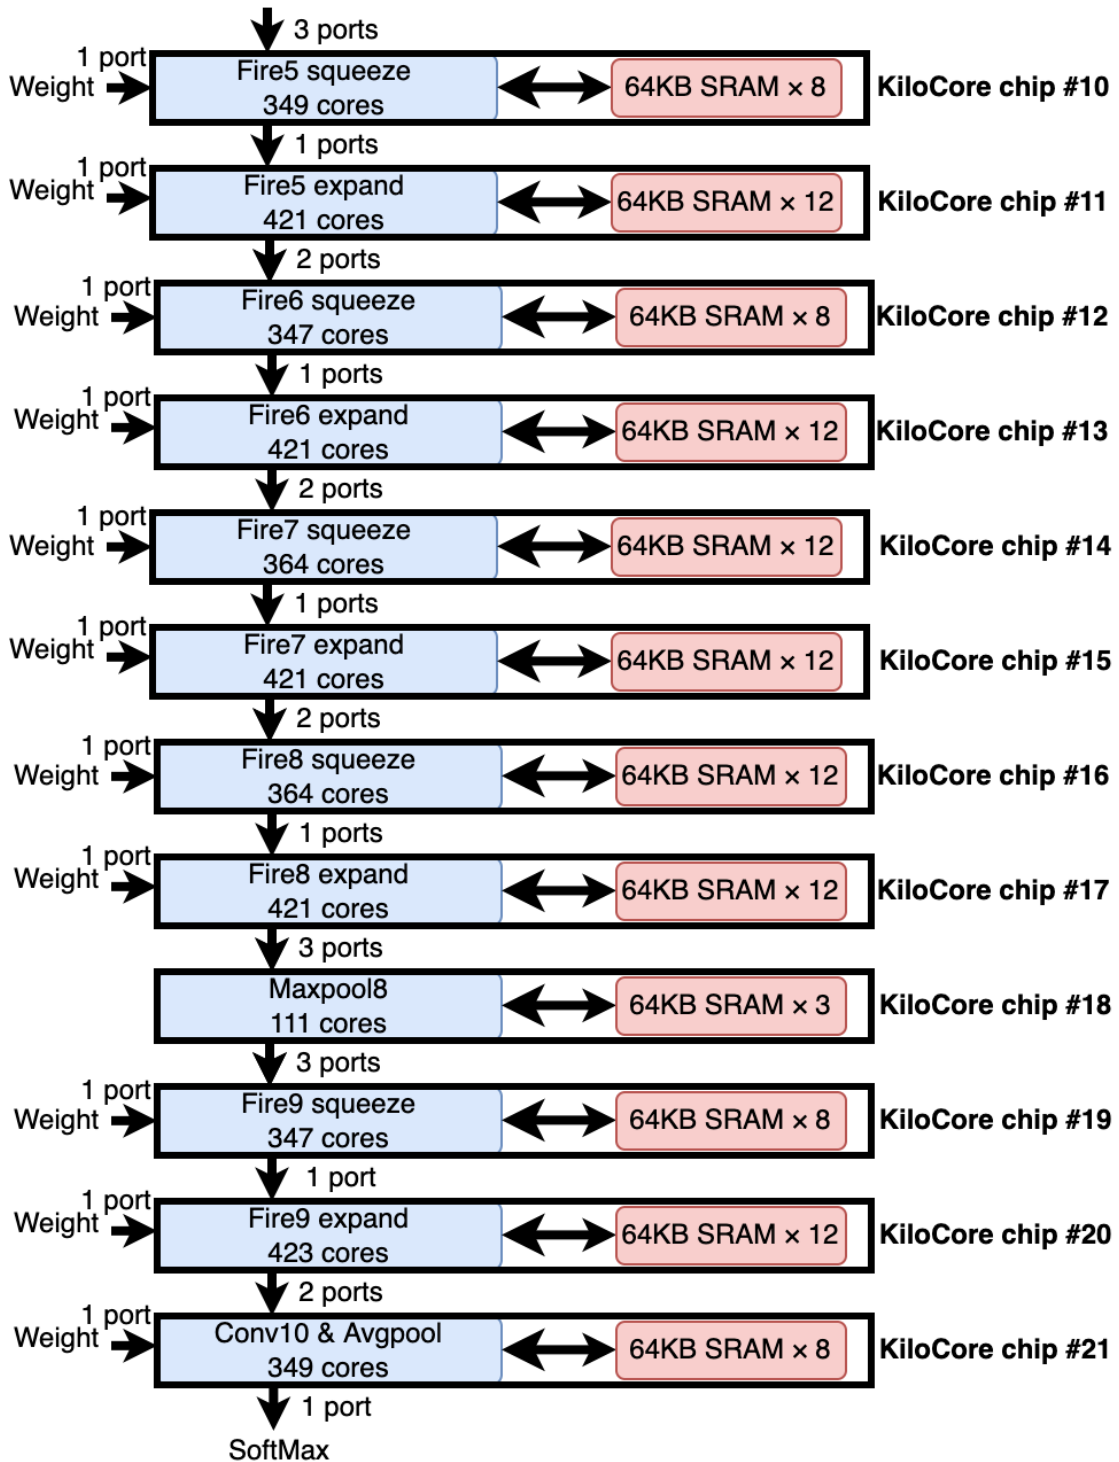 3 ports
1 port
Weight
Fire5 squeeze
349 cores
64KB SRAM × 8
KiloCore chip #10
1 ports
1 port
Weight
Fire5 expand
421 cores
64KB SRAM × 12
KiloCore chip #11
2 ports
1 port
Weight
Fire6 squeeze
347 cores
64KB SRAM × 8
KiloCore chip #12
1 ports
1 port
Weight
Fire6 expand
421 cores
64KB SRAM × 12
KiloCore chip #13
2 ports
1 port
Weight
Fire7 squeeze
364 cores
64KB SRAM × 12
KiloCore chip #14
1 ports
1 port
Weight
Fire7 expand
421 cores
64KB SRAM × 12
KiloCore chip #15
2 ports
1 port
Weight
Fire8 squeeze
364 cores
64KB SRAM × 12
KiloCore chip #16
1 ports
1 port
Weight
Fire8 expand
421 cores
64KB SRAM × 12
KiloCore chip #17
3 ports
Maxpool8
111 cores
64KB SRAM × 3
KiloCore chip #18
3 ports
1 port
Weight
Fire9 squeeze
347 cores
64KB SRAM × 8
KiloCore chip #19
1 port
1 port
Weight
Fire9 expand
423 cores
64KB SRAM × 12
KiloCore chip #20
2 ports
1 port
Weight
Conv10 & Avgpool
349 cores
64KB SRAM × 8
KiloCore chip #21
1 port
SoftMax